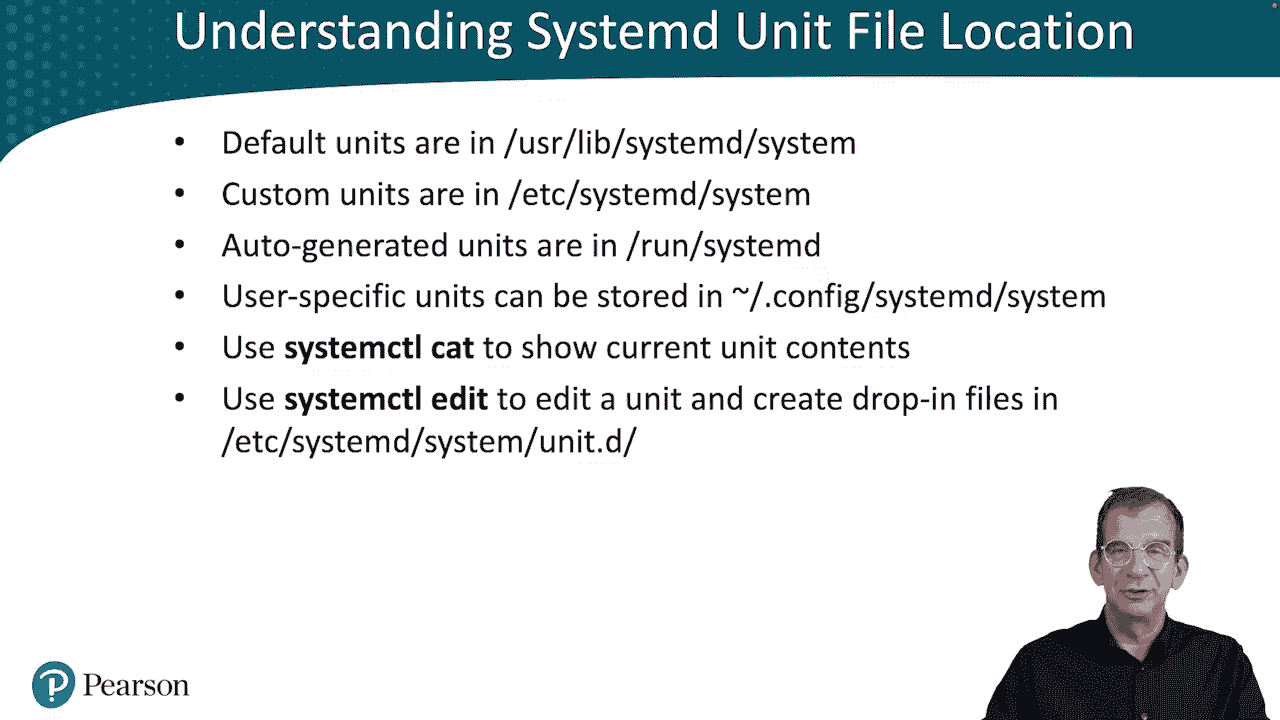 Understanding Systemd Unit File Location
• Default units are in /usr/lib/systemd/system
• Custom units are in /etc/systemd/system
• Auto-generated units are in /run/systemd
• User-specific units can be stored in ~/.config/systemd/system
• Use systemctl cat to show current unit contents
• Use systemctl edit to edit a unit and create drop-in files in
/etc/systemd/system/unit.d/
Pearson